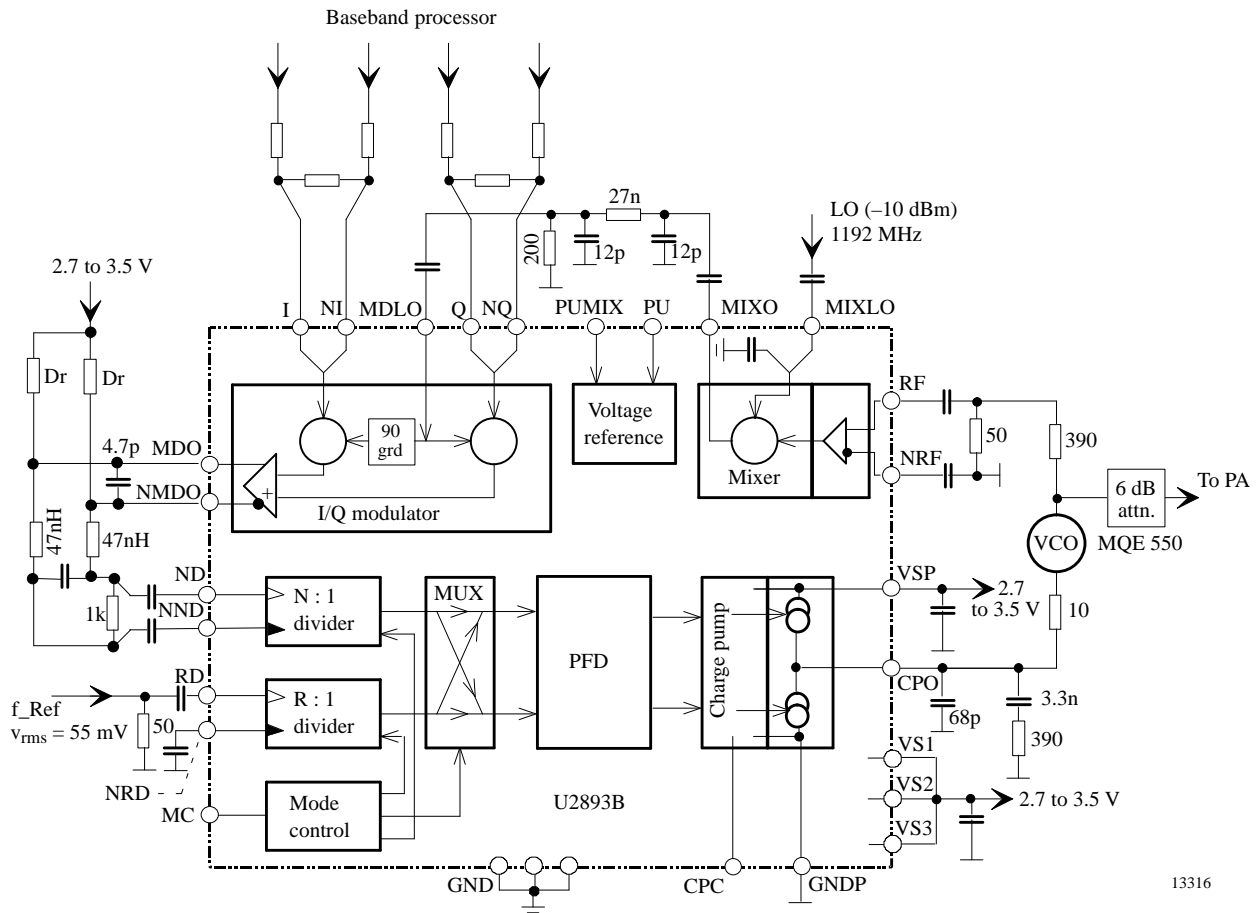 Baseband processor
27n
200
12p
12p
LO (–10 dBm)
1192 MHz
2.7 to 3.5 V
I
NI
MDLO
Q
NQ
PUMIX
PU
MIXO
MIXLO
Dr
Dr
90
grd
Voltage
reference
Mixer
RF
50
390
NRF
4.7p
MDO
NMDO
+
I/Q modulator
6 dB
attn.
To PA
VCO
MQE 550
47nH
47nH
ND
NND
1k
N : 1
divider
MUX
PFD
Charge pump
VSP
2.7
to 3.5 V
10
CPO
RD
f_Ref
vrms = 55 mV
50
R : 1
divider
68p
3.3n
390
NRD
MC
Mode
control
U2893B
VS1
VS2
VS3
2.7 to 3.5 V
GND
CPC
GNDP
13316